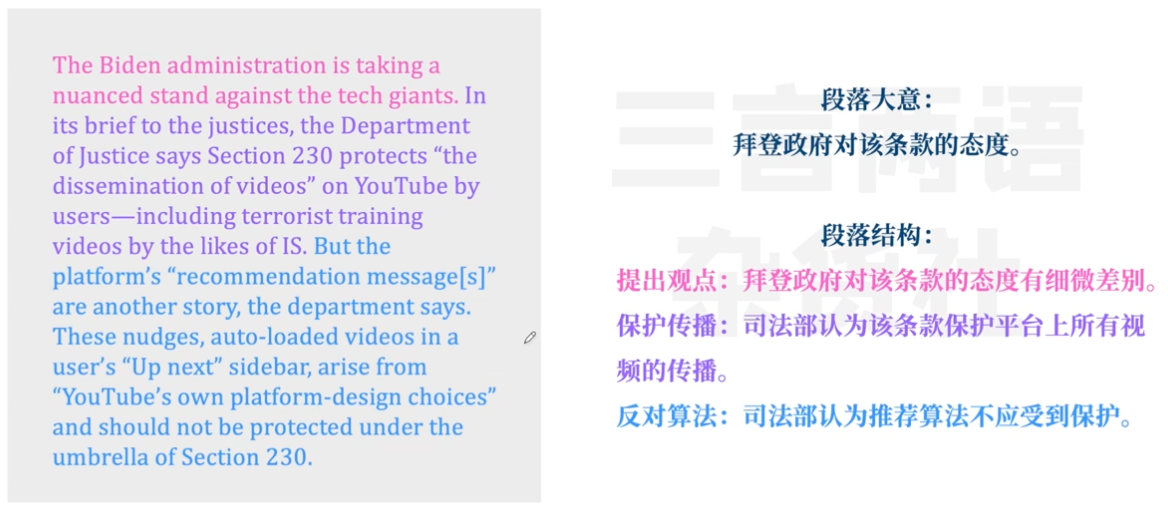 The Biden administration is taking a
nuanced stand against the tech giants. In
its brief to the justices, the Department
of Justice says Section 230 protects “the
dissemination of videos” on YouTube by
users—including terrorist training
videos by the likes of IS. But the
platform’s “recommendation message[s]”
are another story, the department says.
These nudges, auto-loaded videos in a
user’s “Up next” sidebar, arise from
“YouTube’s own platform-design choices”
and should not be protected under the
umbrella of Section 230.
三言两语
杂货社
段落大意：
拜登政府对该条款的态度。
段落结构：
提出观点：拜登政府对该条款的态度有细微差别。
保护传播：司法部认为该条款保护平台上所有视
频的传播。
反对算法：司法部认为推荐算法不应受到保护。